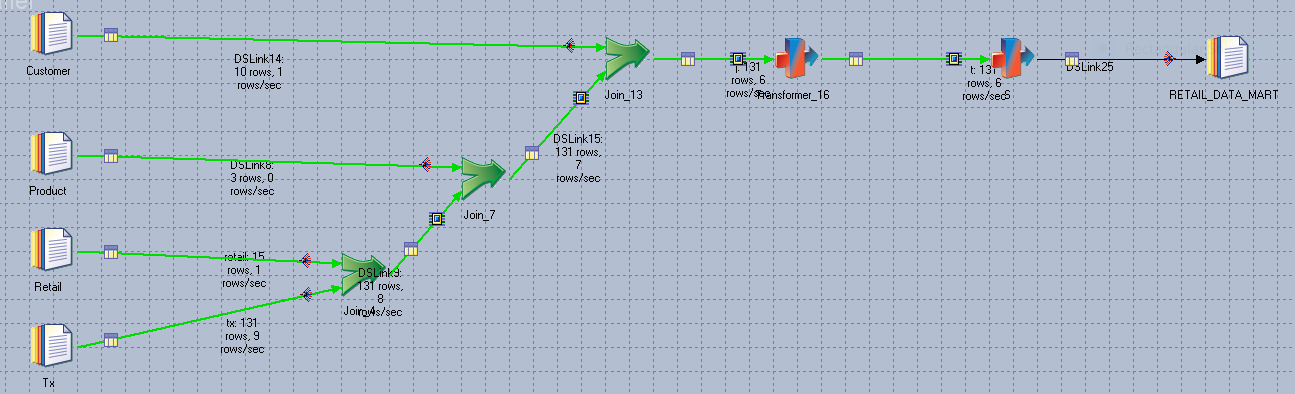 Customer
DSLink14:
10 rows, 1
rows/sec
Join_13
131
rows, 6
rows/sec
Transformer_16
t: 131
rows, 6
rows/sec
DSLink25
RETAIL_DATA_MART
DSLink15:
131 rows,
7
rows/sec
Product
DSLink8:
3 rows, 0
rows/sec
Join_7
Retail
retail: 15
rows, 1
rows/sec
DSLink9:
131 rows,
8
rows/sec
Join_4
Tx
tx: 131
rows, 9
rows/sec